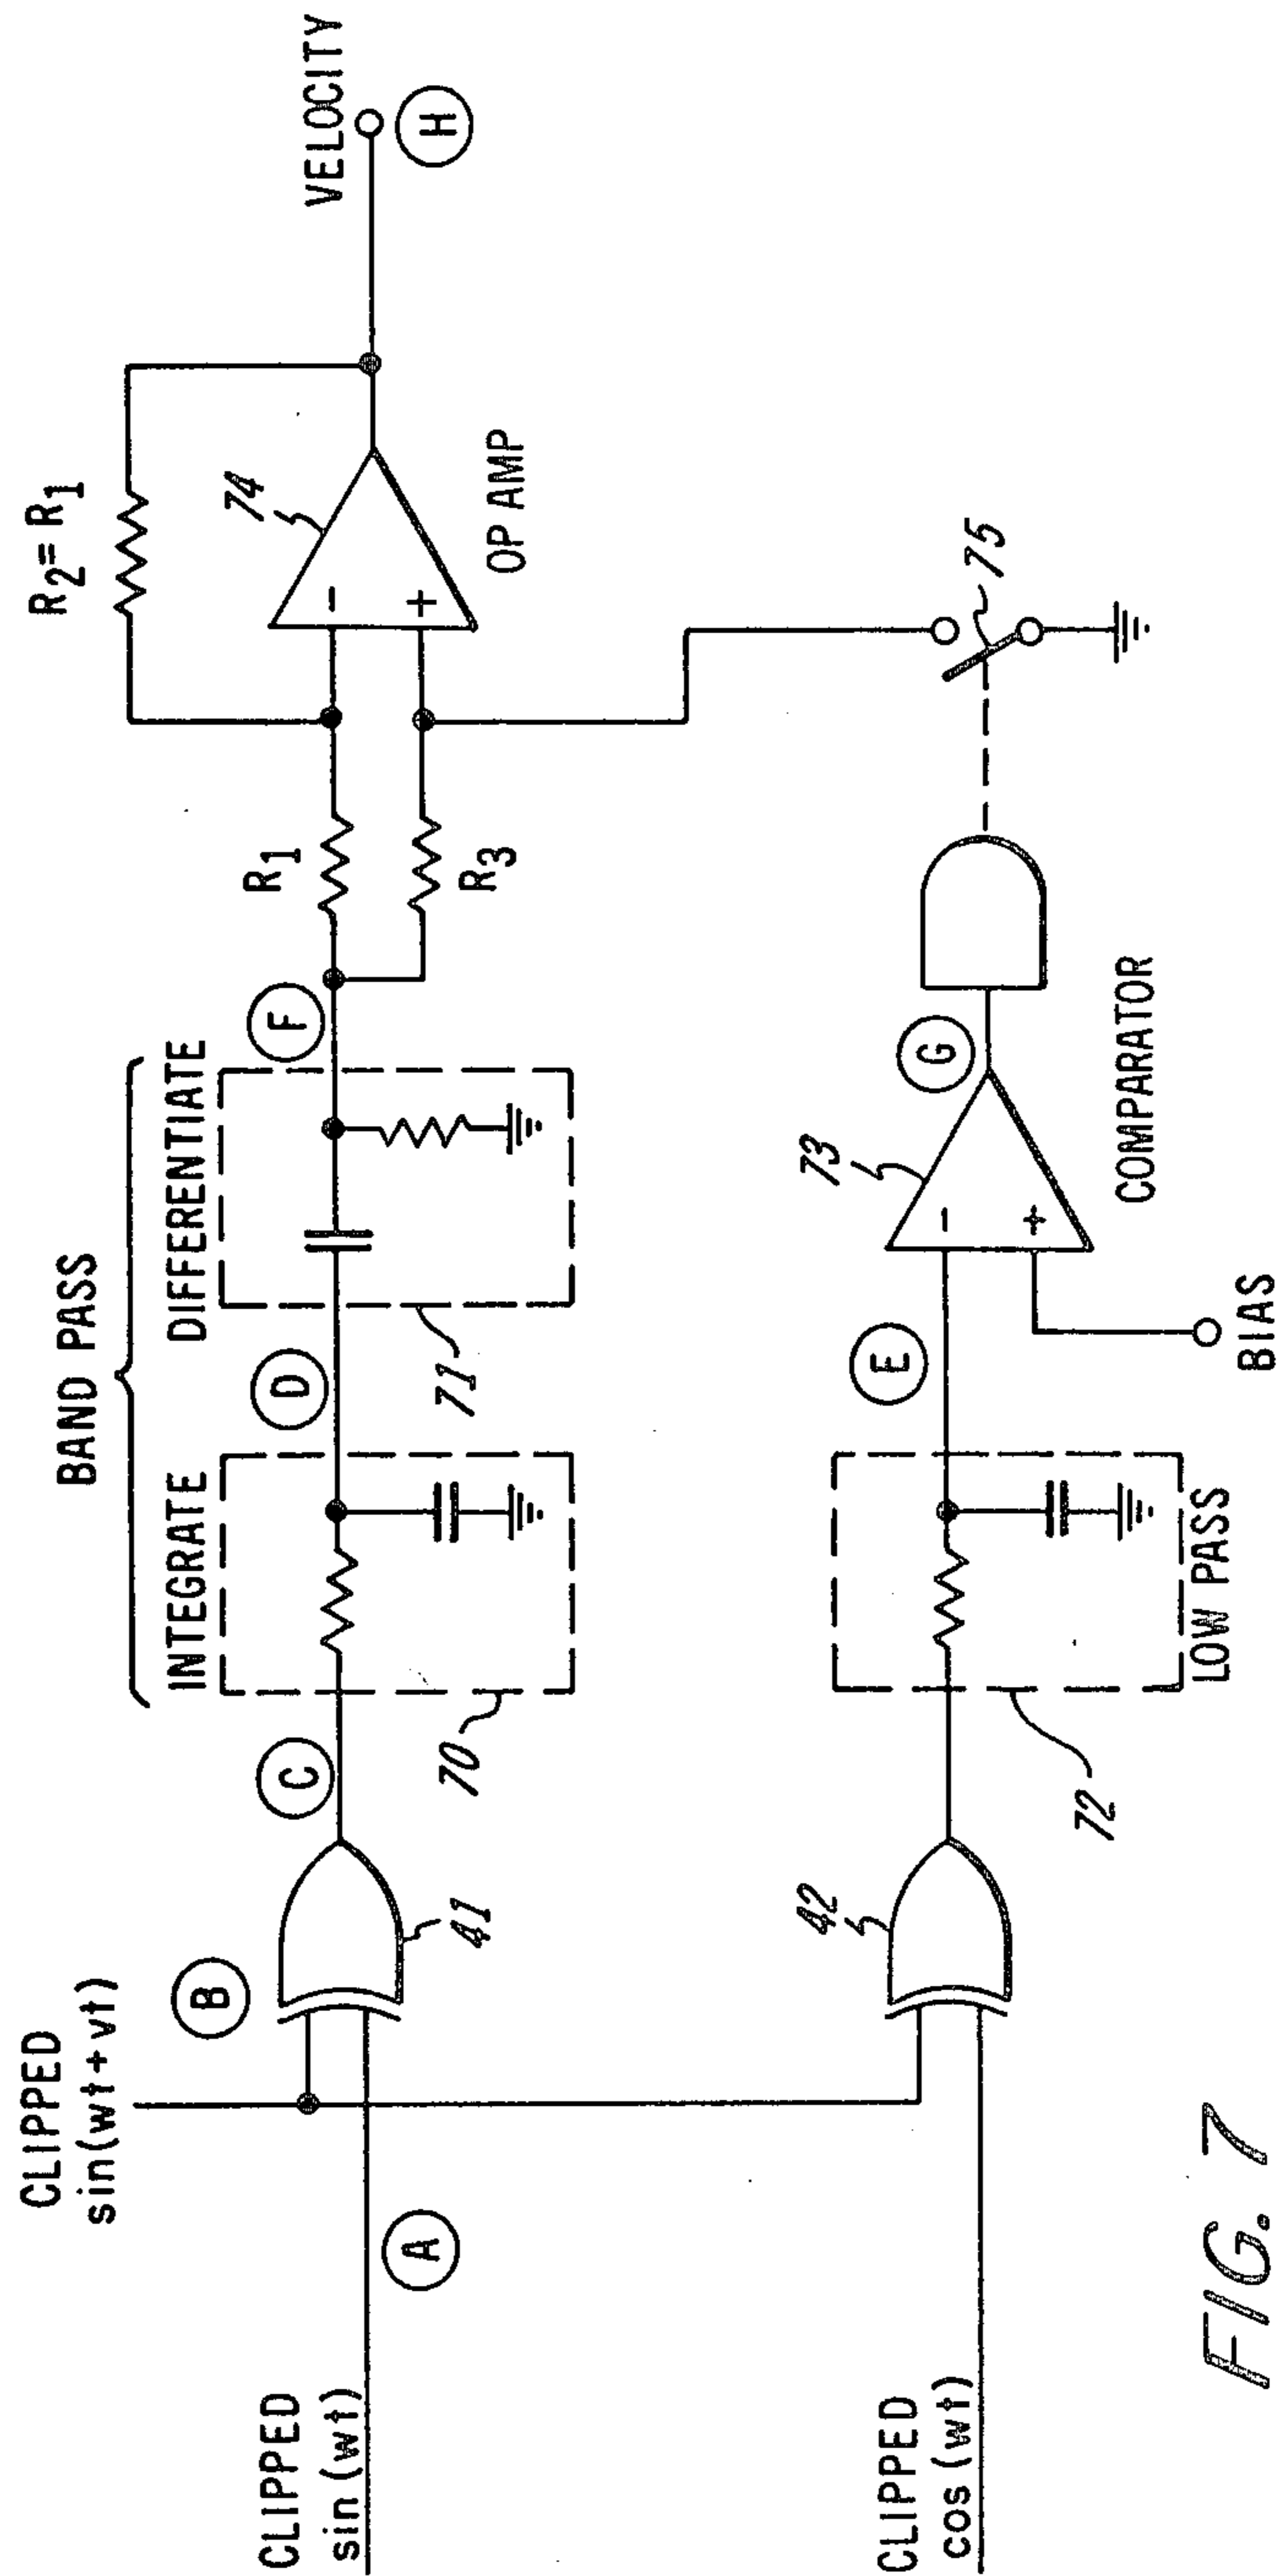 CLIPPED
sin(wt+vt)
B
CLIPPED
sin (wt)
A
41
C
BAND PASS
INTEGRATE
70
D
DIFFERENTIATE
71
F
R1
R3
R2= R1
74
-
+
OP AMP
VELOCITY
H
CLIPPED
cos (wt)
42
72
LOW PASS
E
BIAS
73
-
+
COMPARATOR
G
75
FIG. 7